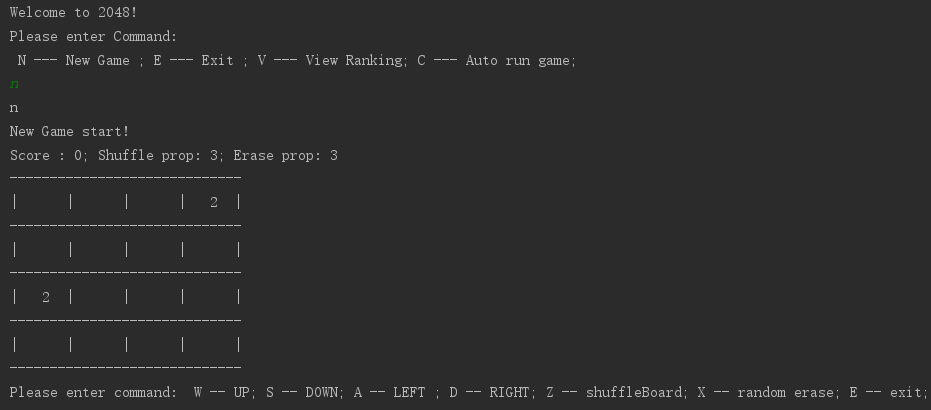 Welcome to 2048!
Please enter Command:
 N --- New Game ; E --- Exit ; V --- View Ranking; C --- Auto run game;
n
n
New Game start!
Score : 0; Shuffle prop: 3; Erase prop: 3
-----------------------------
|      |      |      |   2  |
-----------------------------
|      |      |      |      |
-----------------------------
|   2  |      |      |      |
-----------------------------
|      |      |      |      |
-----------------------------
Please enter command:  W -- UP; S -- DOWN; A -- LEFT ; D -- RIGHT; Z -- shuffleBoard; X -- random erase; E -- exit;